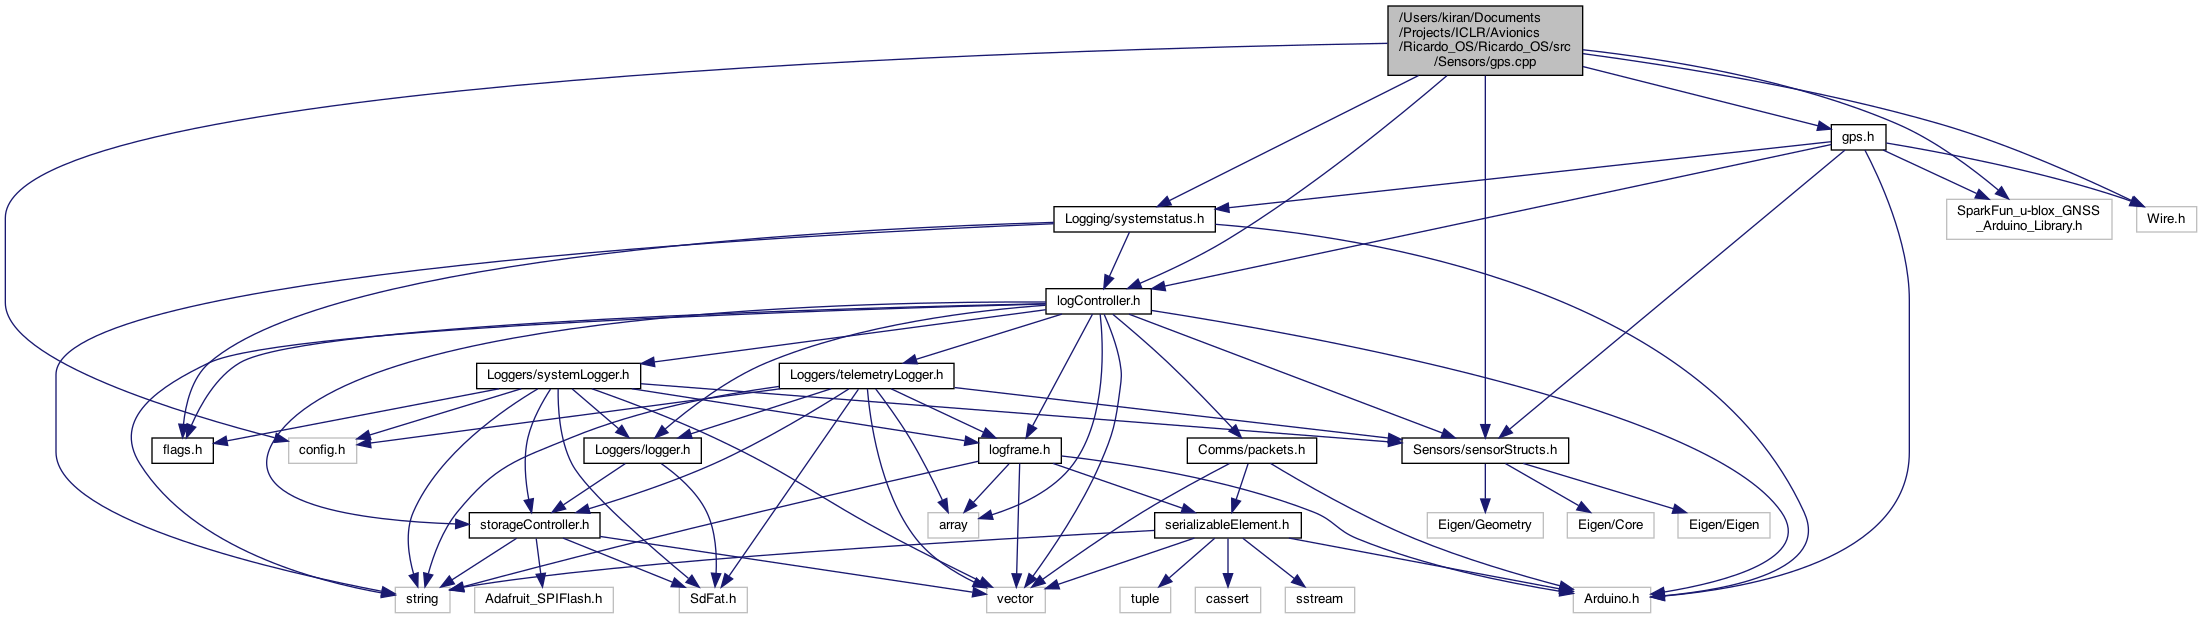 /Users/kiran/Documents
/Projects/ICLR/Avionics
/Ricardo_OS/Ricardo_OS/src
/Sensors/gps.cpp
gps.h
Logging/systemstatus.h
SparkFun_u-blox_GNSS
_Arduino_Library.h
Wire.h
logController.h
Loggers/systemLogger.h
Loggers/telemetryLogger.h
flags.h
config.h
Loggers/logger.h
logframe.h
Comms/packets.h
Sensors/sensorStructs.h
storageController.h
array
serializableElement.h
Eigen/Geometry
Eigen/Core
Eigen/Eigen
string
Adafruit_SPIFlash.h
SdFat.h
vector
tuple
cassert
sstream
Arduino.h